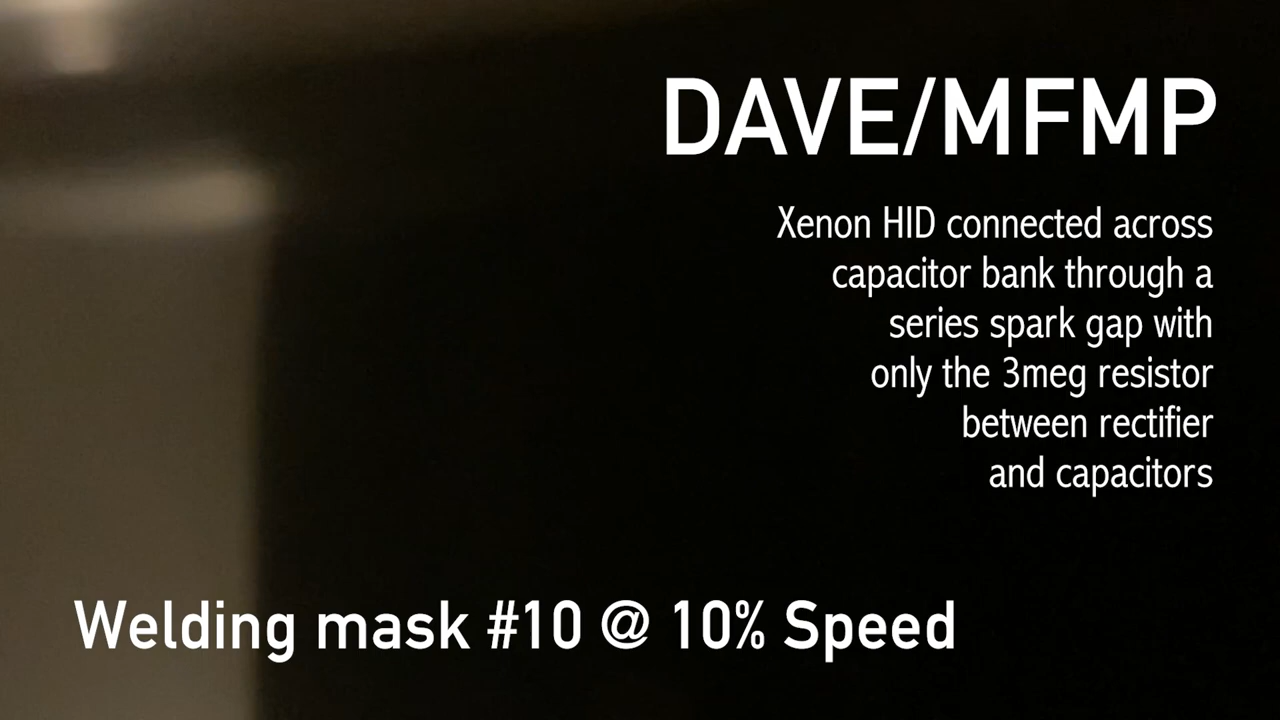 DAVE/MFMP
Xenon HID connected across
capacitor bank through a
series spark gap with
only the 3meg resistor
between rectifier
and capacitors
Welding mask #10 @ 10% Speed